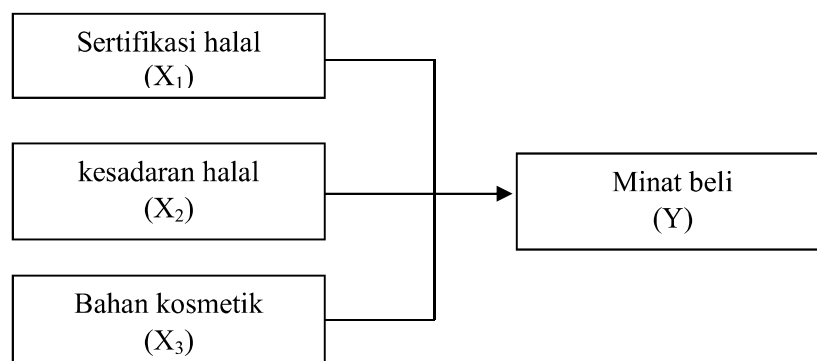 Sertifikasi halal
(X₁)
kesadaran halal
(X₂)
Minat beli
(Y)
Bahan kosmetik
(X₃)